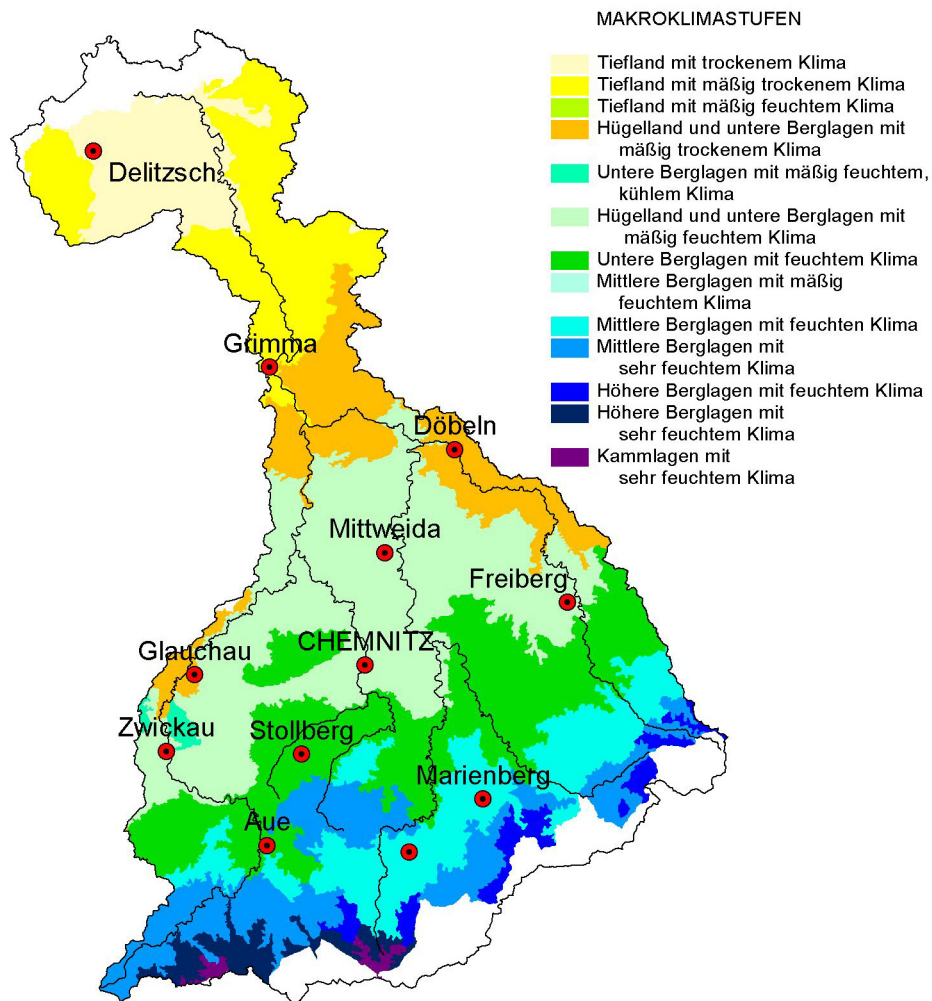 MAKROKLIMASTUFEN
Tiefland mit trockenem Klima
Tiefland mit mäßig trockenem Klima
Tiefland mit mäßig feuchtem Klima
Hügelland und untere Berglagen mit
mäßig trockenem Klima
Untere Berglagen mit mäßig feuchtem,
kühlem Klima
Hügelland und untere Berglagen mit
mäßig feuchtem Klima
Untere Berglagen mit feuchtem Klima
Mittlere Berglagen mit mäßig
feuchtem Klima
Mittlere Berglagen mit feuchten Klima
Mittlere Berglagen mit
sehr feuchtem Klima
Höhere Berglagen mit feuchtem Klima
Höhere Berglagen mit
sehr feuchtem Klima
Kammlagen mit
sehr feuchtem Klima
Delitzsch
Grimma
Döbeln
Mittweida
Freiberg
CHEMNITZ
Glauchau
Zwickau
Stollberg
Marienberg
Aue